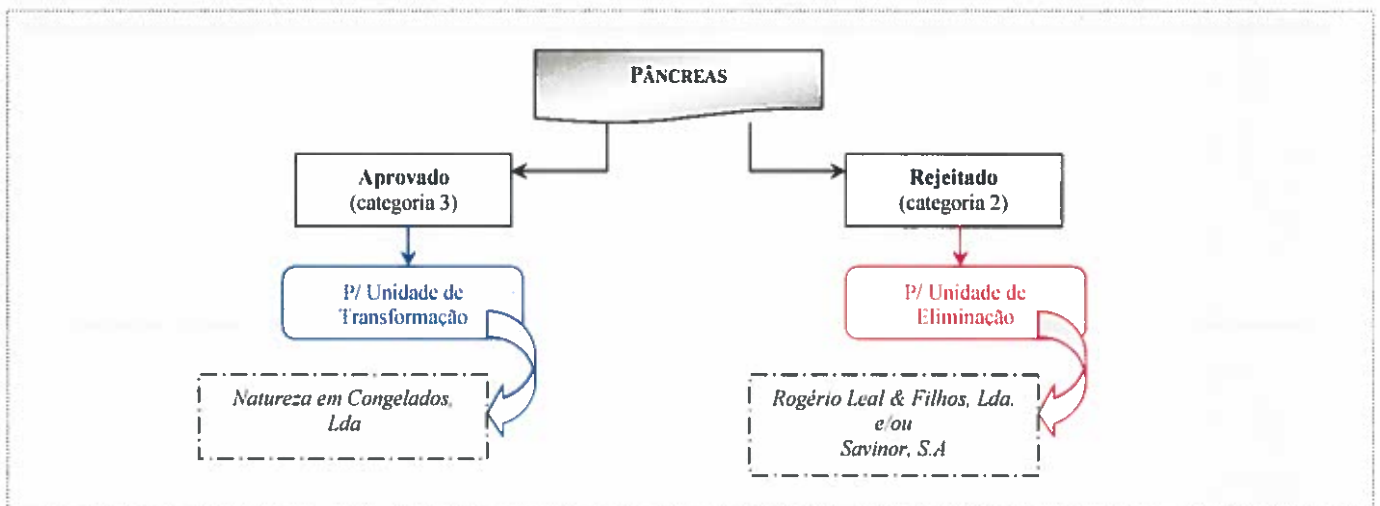 PÂNCREAS
Aprovado
(categoria 3)
Rejeitado
(categoria 2)
P/ Unidade de
Transformação
P/ Unidade de
Eliminação
Natureza em Congelados,
Lda
Rogério Leal & Filhos, Lda.
e/ou
Savinor, S.A